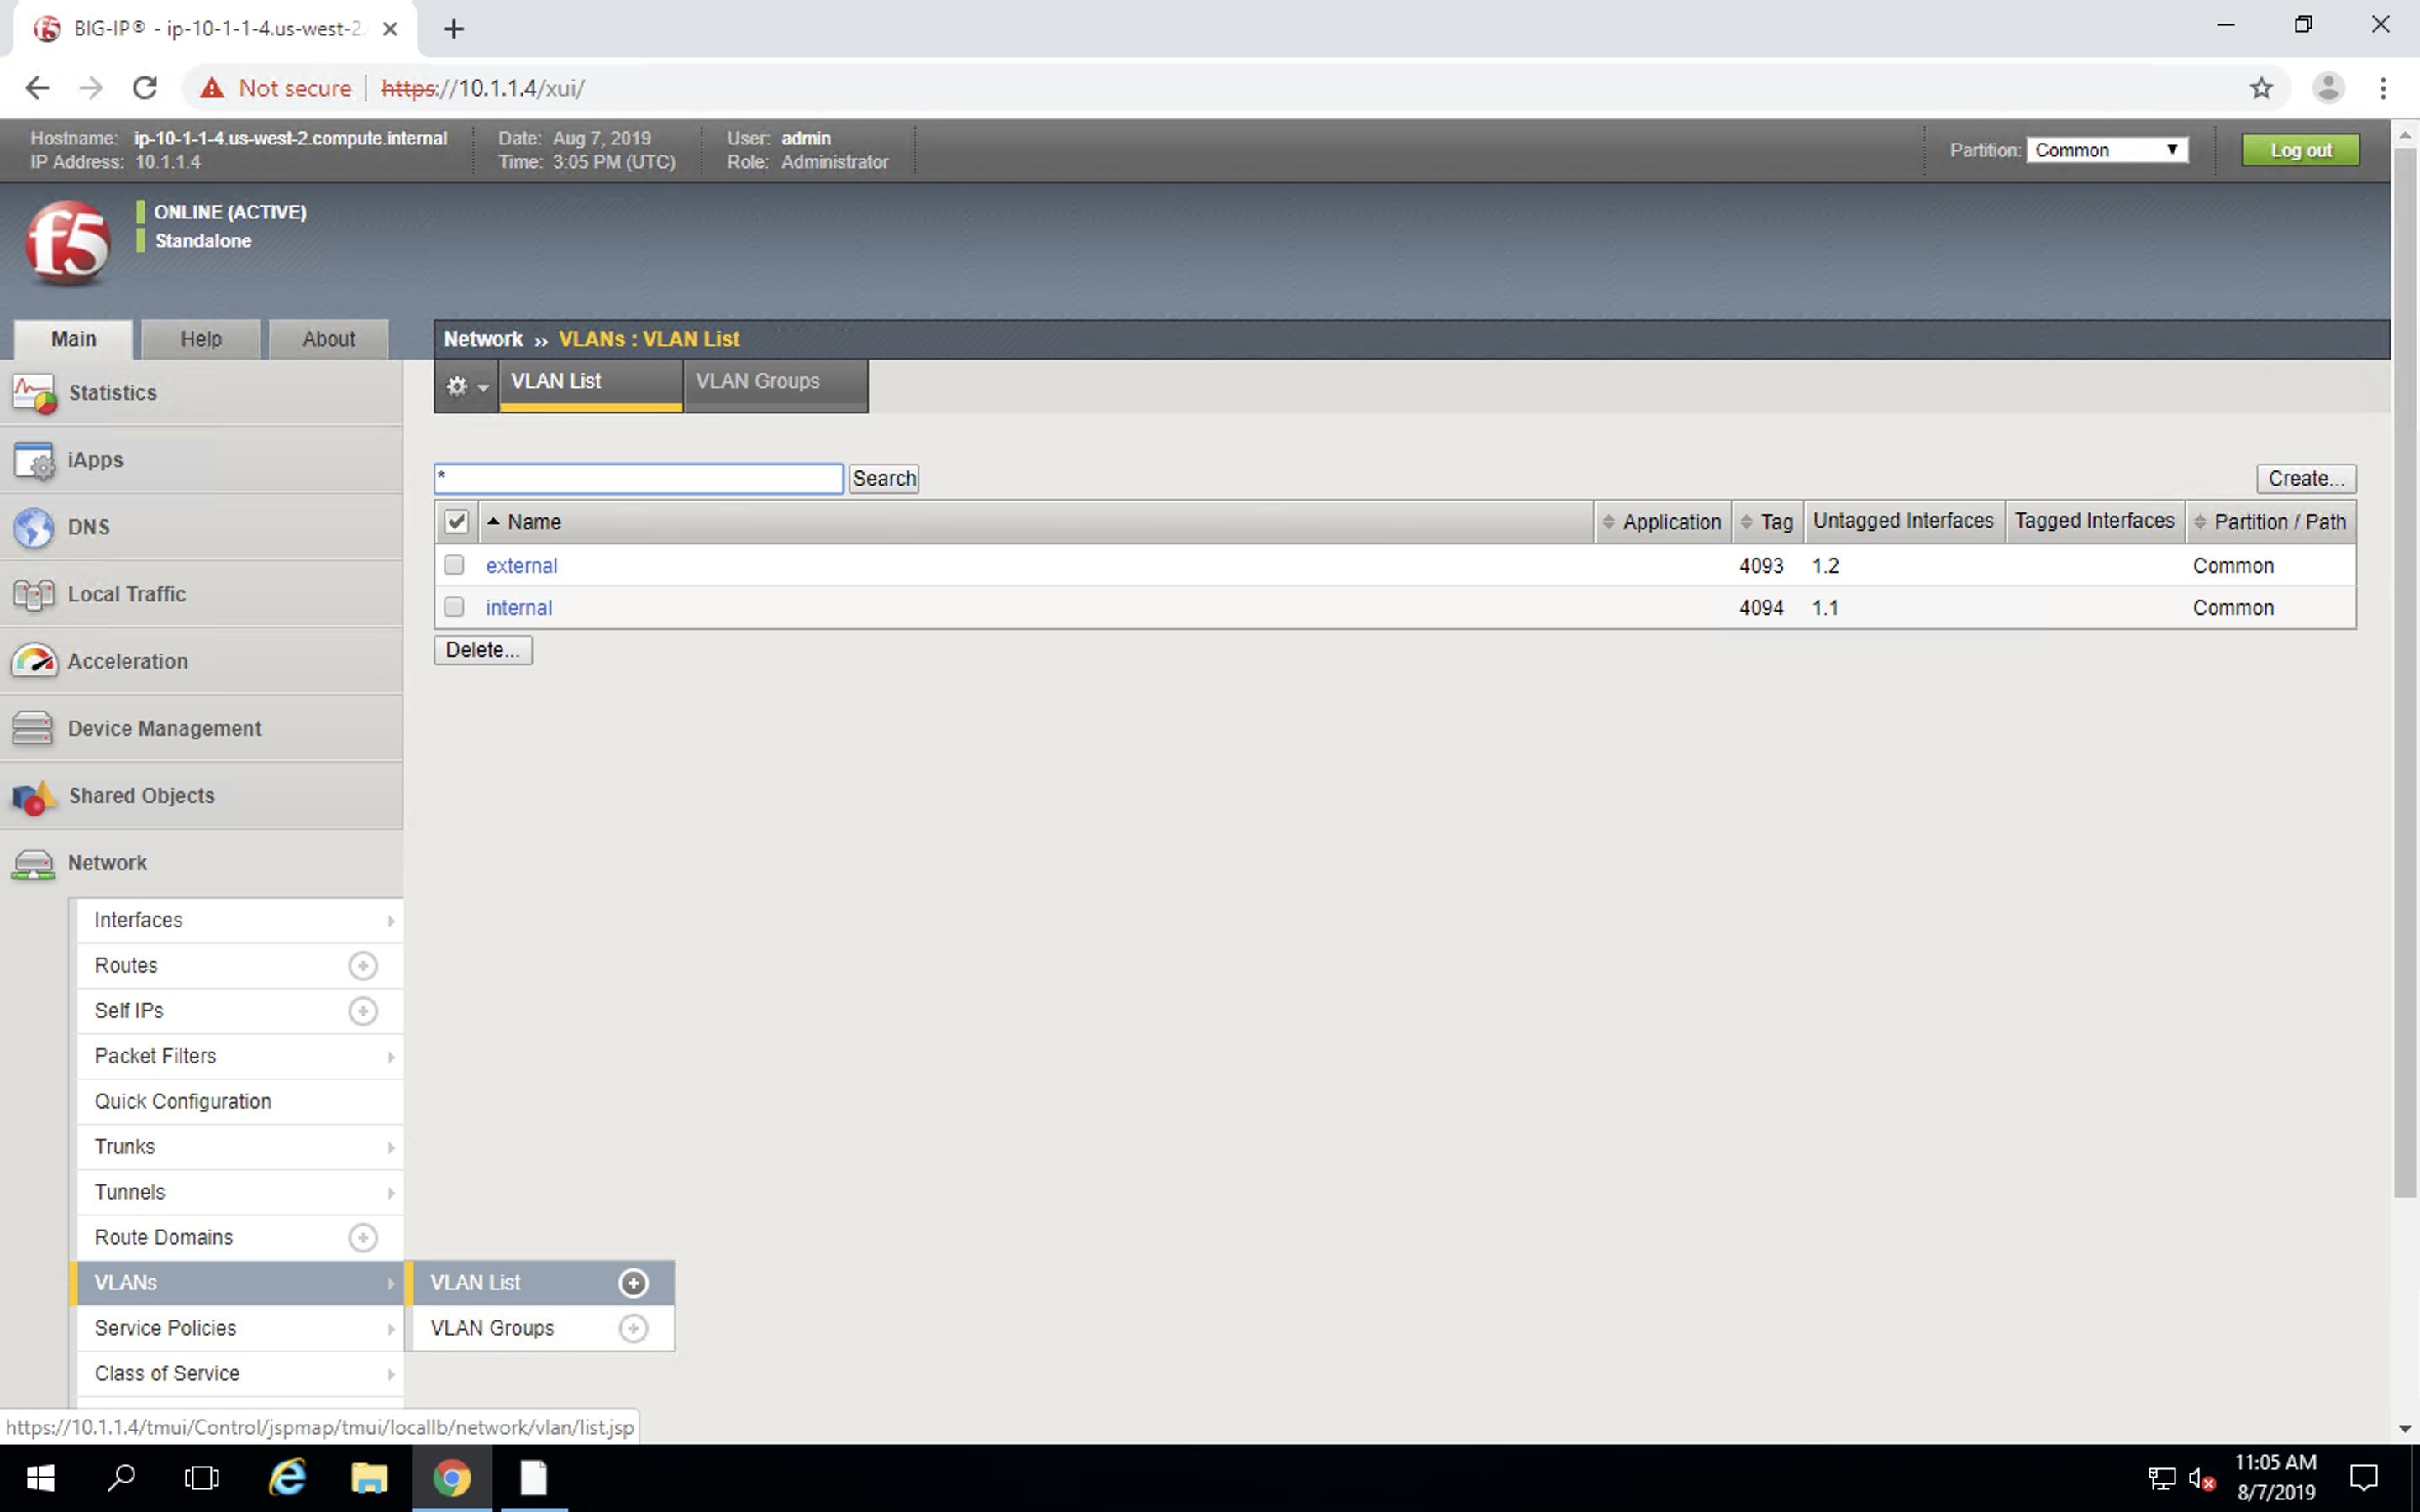 BIG-IP® - ip-10-1-1-4.us-west-2.
Not secure https://10.1.1.4/xui/
Hostname: ip-10-1-1-4.us-west-2.compute.internal
IP Address: 10.1.1.4
Date: Aug 7, 2019
Time: 3:05 PM (UTC)
User: admin
Role: Administrator
Partition: Common
Log out
f5
ONLINE (ACTIVE)
Standalone
Main Help About
Network ›› VLANs : VLAN List
VLAN List VLAN Groups
* Search Create...
Name Application Tag Untagged Interfaces Tagged Interfaces Partition / Path
external 4093 1.2 Common
internal 4094 1.1 Common
Delete...
Statistics
iApps
DNS
Local Traffic
Acceleration
Device Management
Shared Objects
Network
Interfaces
Routes
Self IPs
Packet Filters
Quick Configuration
Trunks
Tunnels
Route Domains
VLANs
Service Policies
Class of Service
VLAN List
VLAN Groups
https://10.1.1.4/tmui/Control/jspmap/tmui/locallb/network/vlan/list.jsp
11:05 AM
8/7/2019